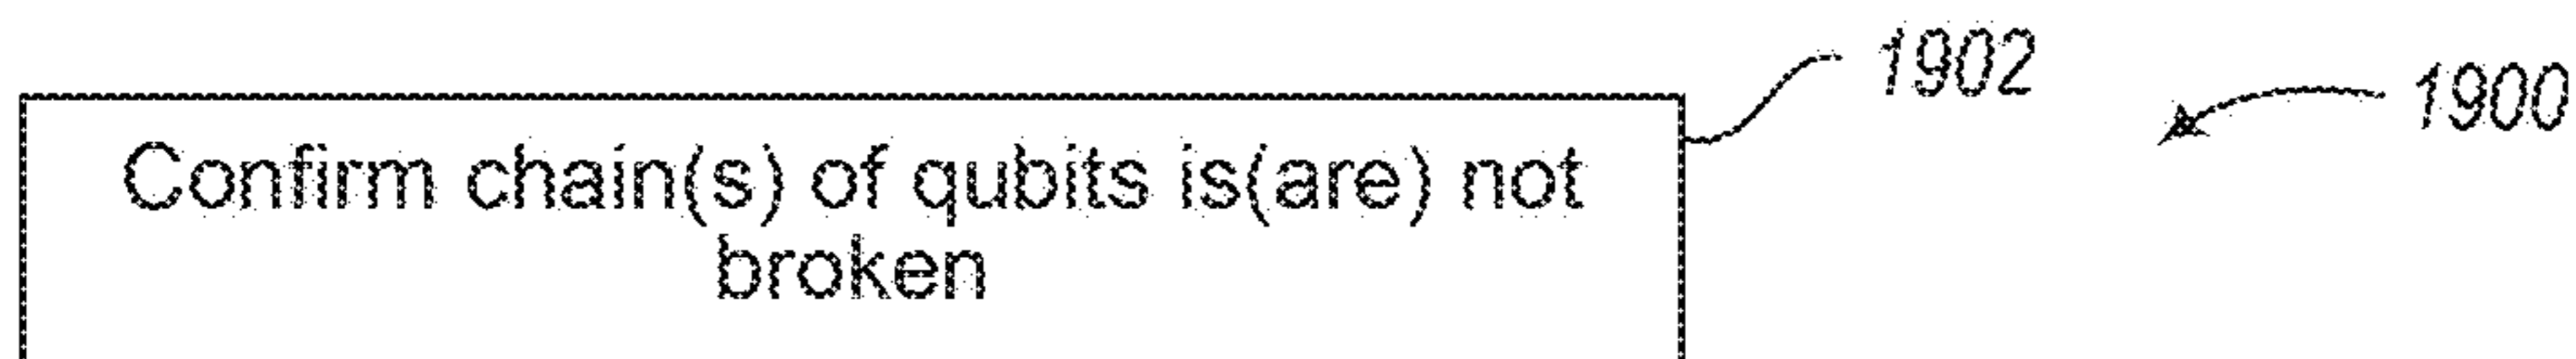 1902
1900
Confirm chain(s) of qubits is(are) not
broken